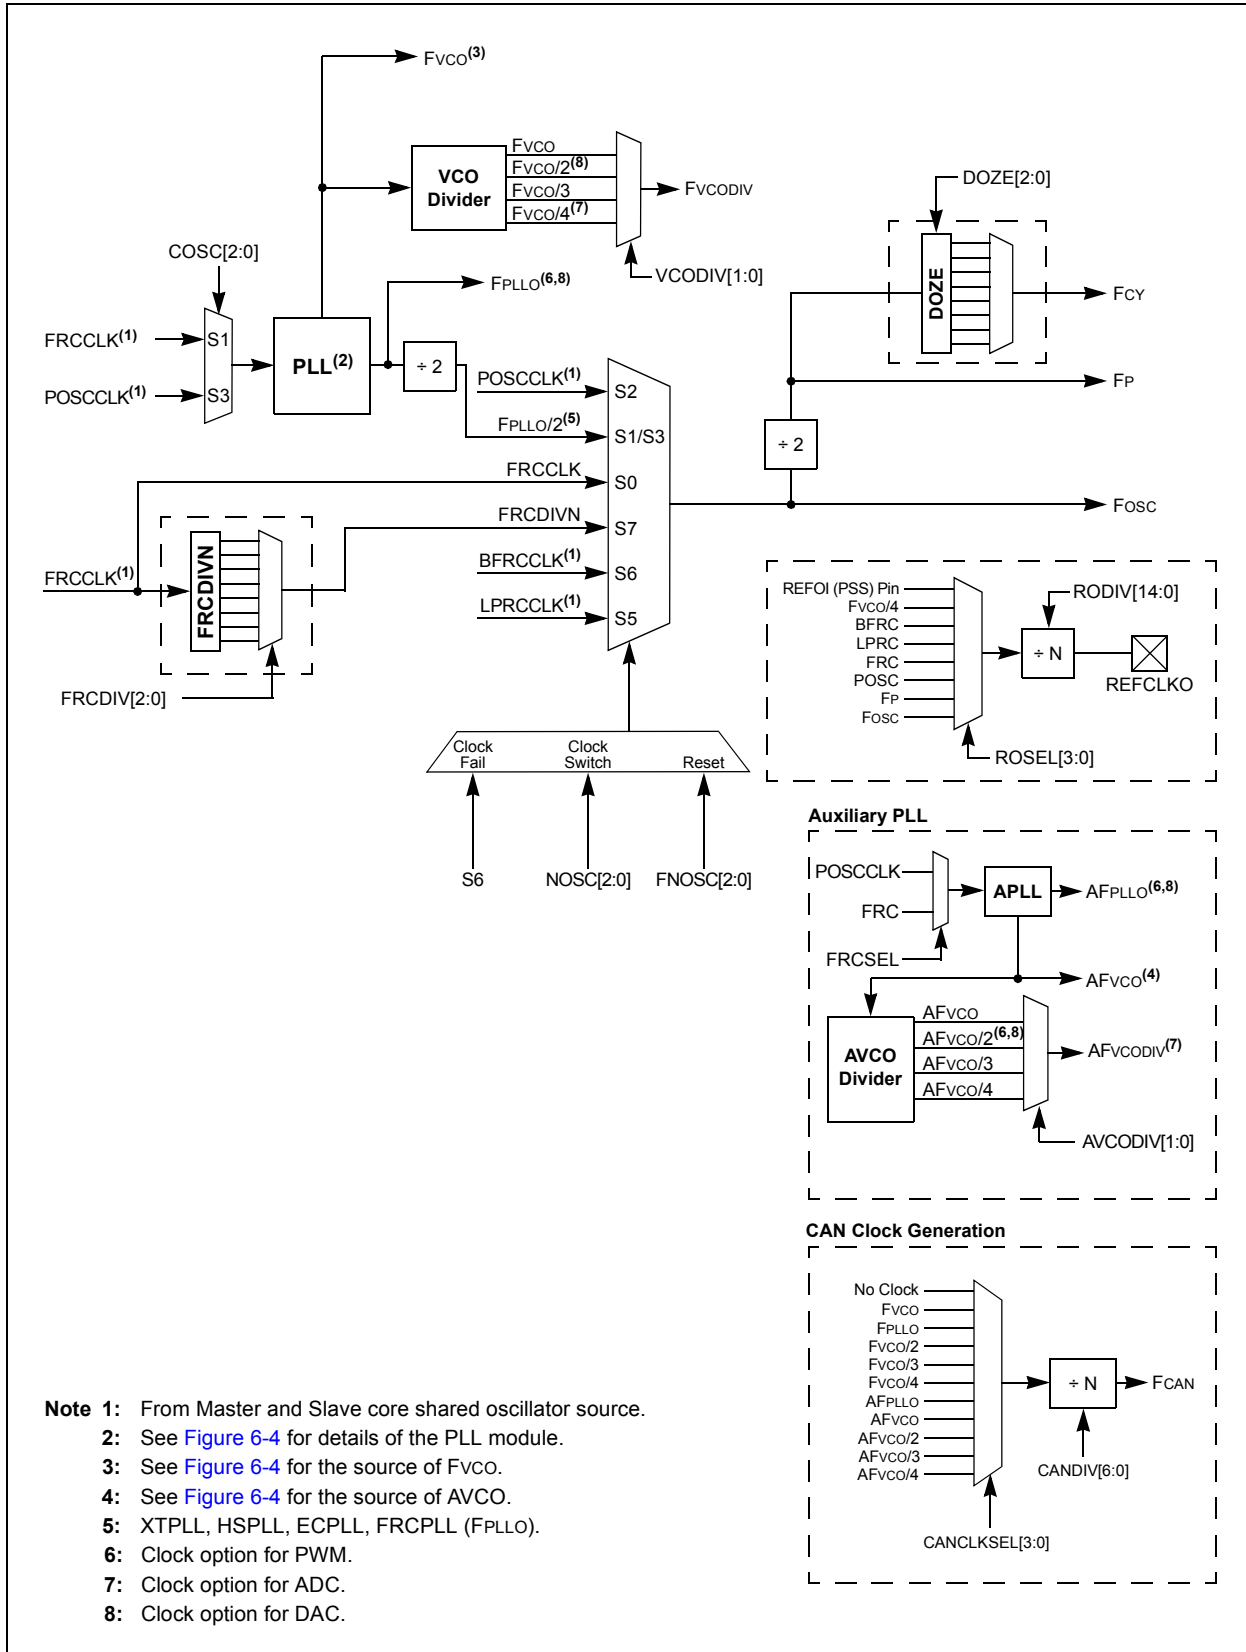 FVCO(3)
VCO
Divider
FVCO
FVCO/2(8)
FVCO/3
FVCO/4(7)
FVCODIV
VCODIV[1:0]
DOZE[2:0]
DOZE
FCY
FP
÷ 2
FOSC
COSC[2:0]
FRCCLK(1)
POSCCLK(1)
S1
S3
PLL(2)
FPLLO(6,8)
÷ 2
POSCCLK(1)
S2
FPLLO/2(5)
S1/S3
FRCCLK
S0
FRCDIVN
S7
BFRCCLK(1)
S6
LPRCCLK(1)
S5
FRCCLK(1)
FRCDIVN
FRCDIV[2:0]
Clock
Fail
Clock
Switch
Reset
S6
NOSC[2:0]
FNOSC[2:0]
REFOI (PSS) Pin
FVCO/4
BFRC
LPRC
FRC
POSC
FP
FOSC
RODIV[14:0]
÷ N
REFCLKO
ROSEL[3:0]
Auxiliary PLL
POSCCLK
FRC
FRCSEL
APLL
AFPLLO(6,8)
AFVCO(4)
AVCO
Divider
AFVCO
AFVCO/2(6,8)
AFVCO/3
AFVCO/4
AFVCODIV(7)
AVCODIV[1:0]
CAN Clock Generation
No Clock
FVCO
FPLLO
FVCO/2
FVCO/3
FVCO/4
AFPLLO
AFVCO
AFVCO/2
AFVCO/3
AFVCO/4
÷ N
FCAN
CANDIV[6:0]
CANCLKSEL[3:0]
Note 1: From Master and Slave core shared oscillator source.
2: See Figure 6-4 for details of the PLL module.
3: See Figure 6-4 for the source of FVCO.
4: See Figure 6-4 for the source of AVCO.
5: XTPLL, HSPLL, ECPLL, FRCPLL (FPLLO).
6: Clock option for PWM.
7: Clock option for ADC.
8: Clock option for DAC.